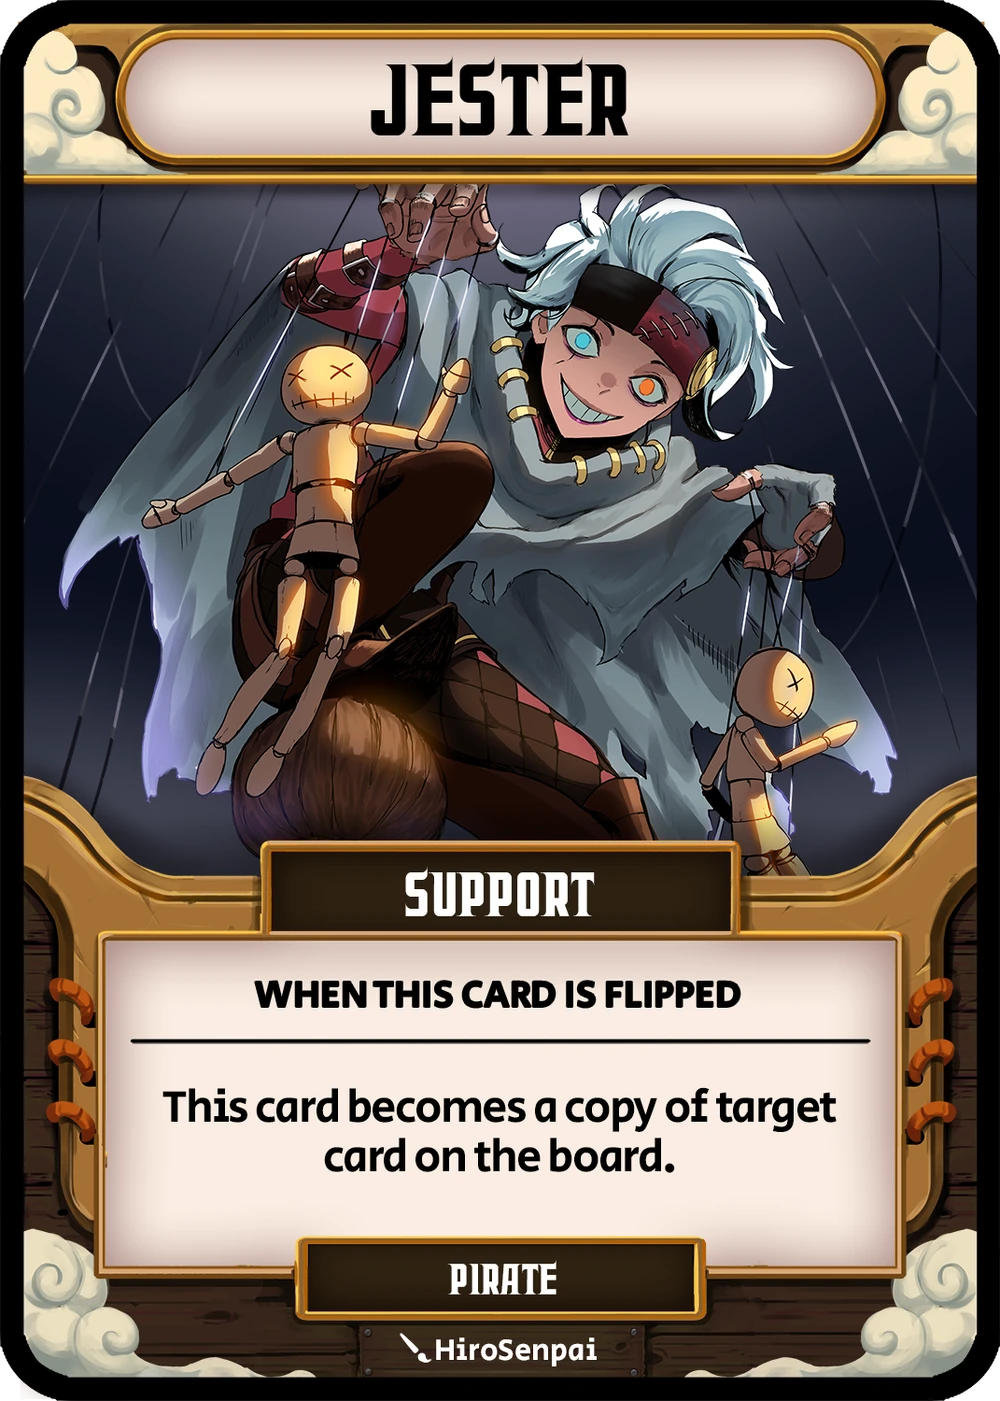 JESTER
SUPPORT
WHEN THIS CARD IS FLIPPED
This card becomes a copy of target
card on the board.
PIRATE
HiroSenpai